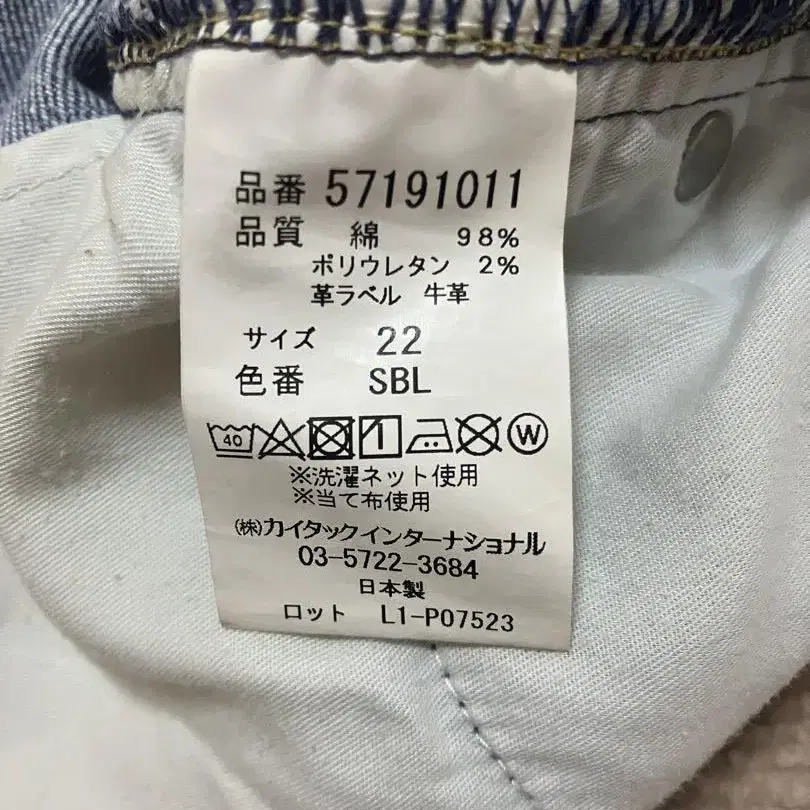 品番 57191011
品質 綿 98%
ポリウレタン 2%
革ラベル 牛革
サイズ 22
色番 SBL
40 W
※洗濯ネット使用
※当て布使用
(株)カイタックインターナショナル
03-5722-3684
日本製
ロット L1-P07523